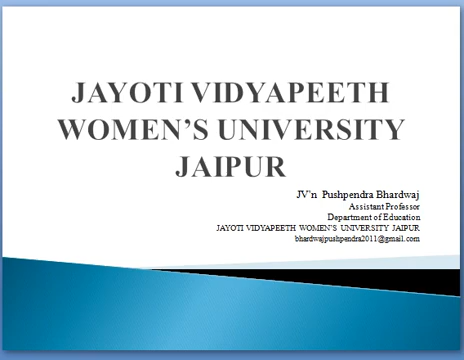 JAYOTI VIDYAPEETH
WOMEN’S UNIVERSITY
JAIPUR
JV’n Pushpendra Bhardwaj
Assistant Professor
Department of Education
JAYOTI VIDYAPEETH WOMEN’S UNIVERSITY JAIPUR
bhardwajpushpendra2011@gmail.com